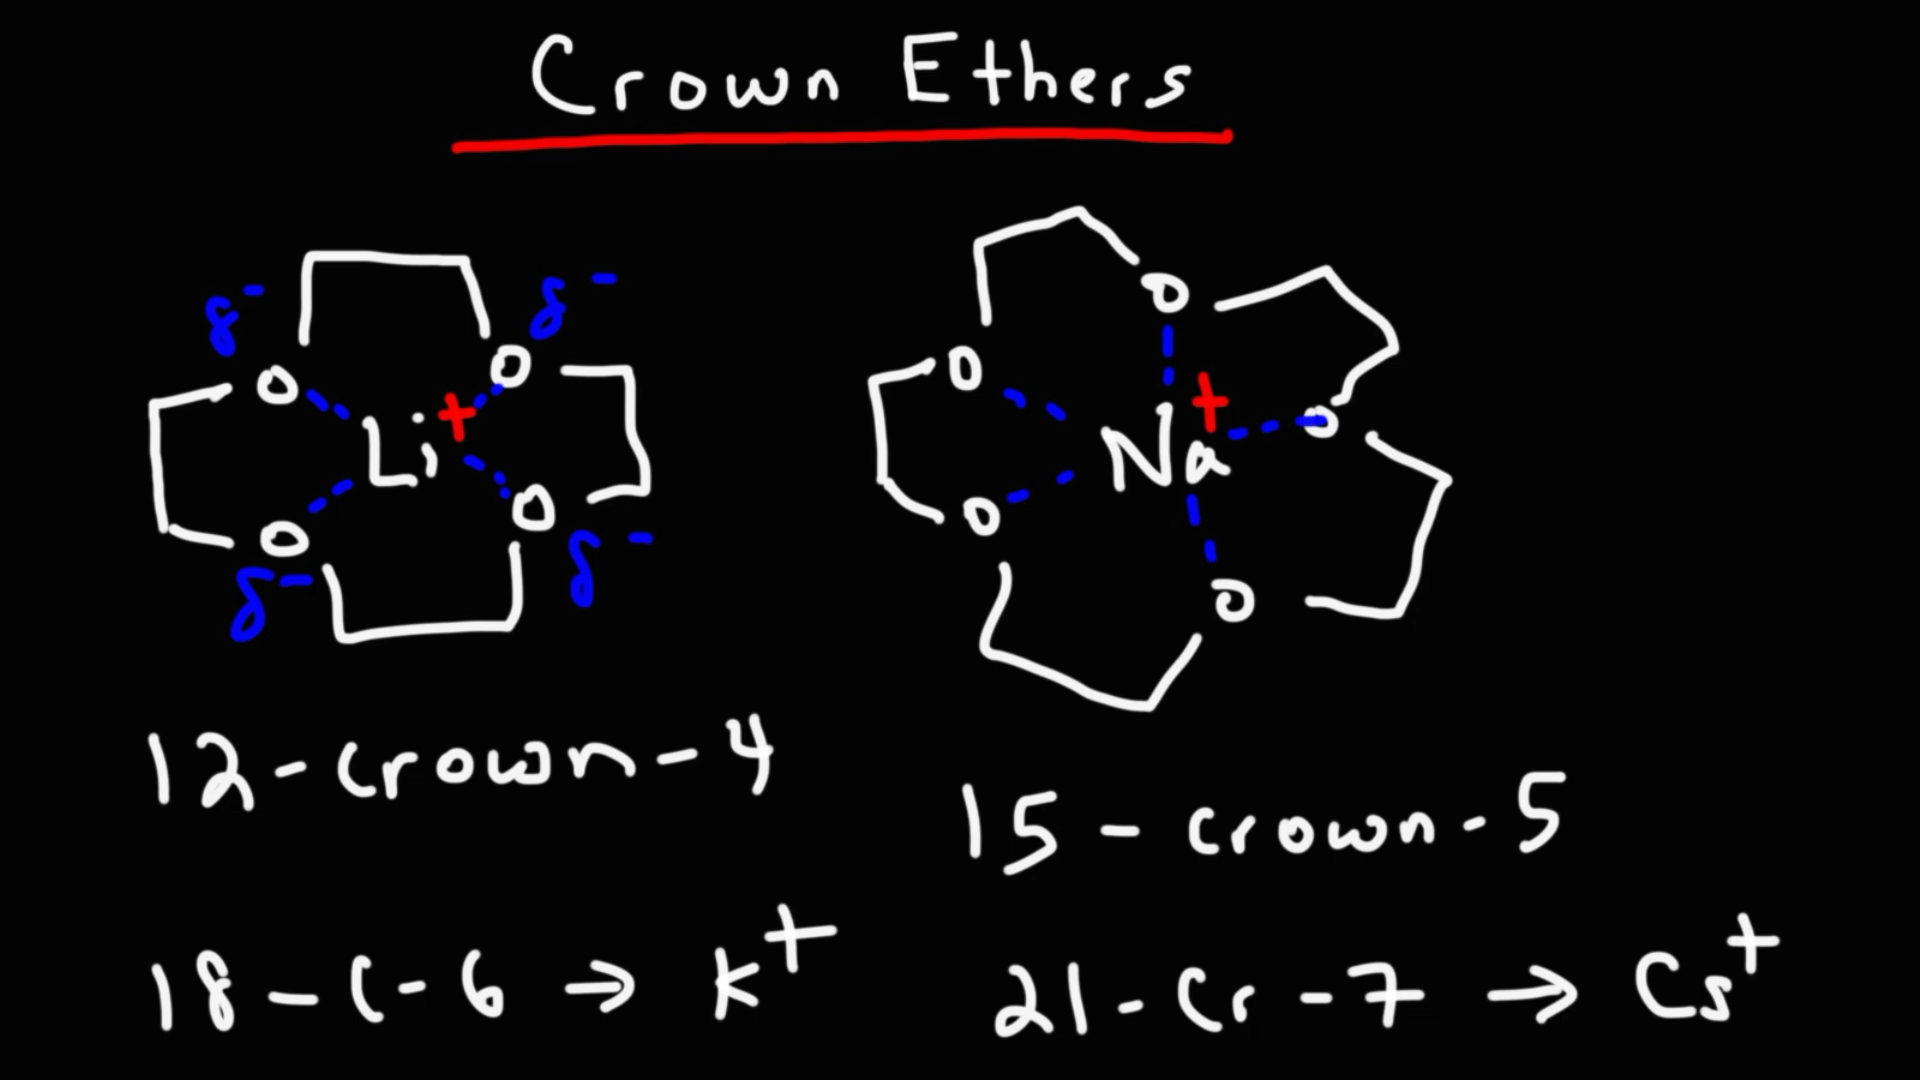 Crown Ethers
δ⁻ δ⁻
O O
Li⁺
O O
δ⁻ δ⁻
O
O O
Na⁺
O
O
12-crown-4
15-crown-5
18-C-6 → K⁺
21-Cr-7 → Cs⁺